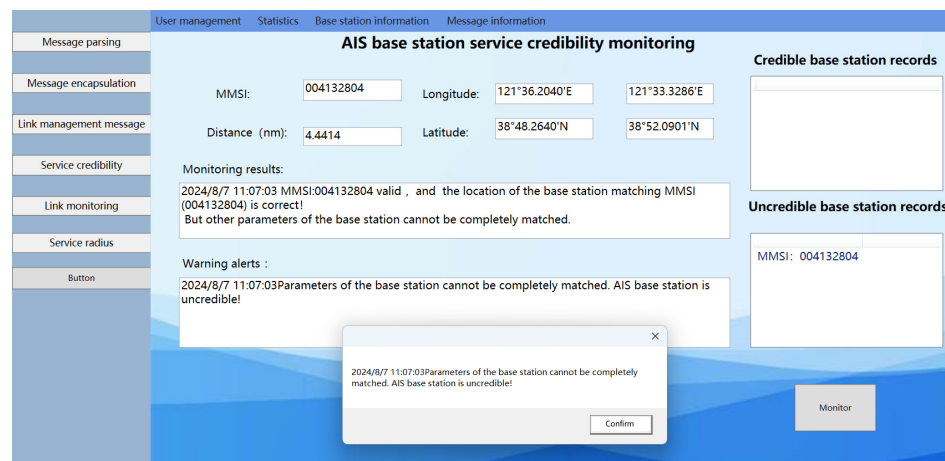 User management Statistics Base station information Message information
Message parsing
Message encapsulation
Link management message
Service credibility
Link monitoring
Service radius
Button
AIS base station service credibility monitoring
MMSI: 004132804 Longitude: 121°36.2040'E 121°33.3286'E
Distance (nm): 4.4414 Latitude: 38°48.2640'N 38°52.0901'N
Monitoring results:
2024/8/7 11:07:03 MMSI:004132804 valid , and the location of the base station matching MMSI
(004132804) is correct!
But other parameters of the base station cannot be completely matched.
Warning alerts :
2024/8/7 11:07:03Parameters of the base station cannot be completely matched. AIS base station is
uncredible!
Credible base station records
Uncredible base station records
MMSI: 004132804
2024/8/7 11:07:03Parameters of the base station cannot be completely
matched. AIS base station is uncredible!
Confirm
Monitor